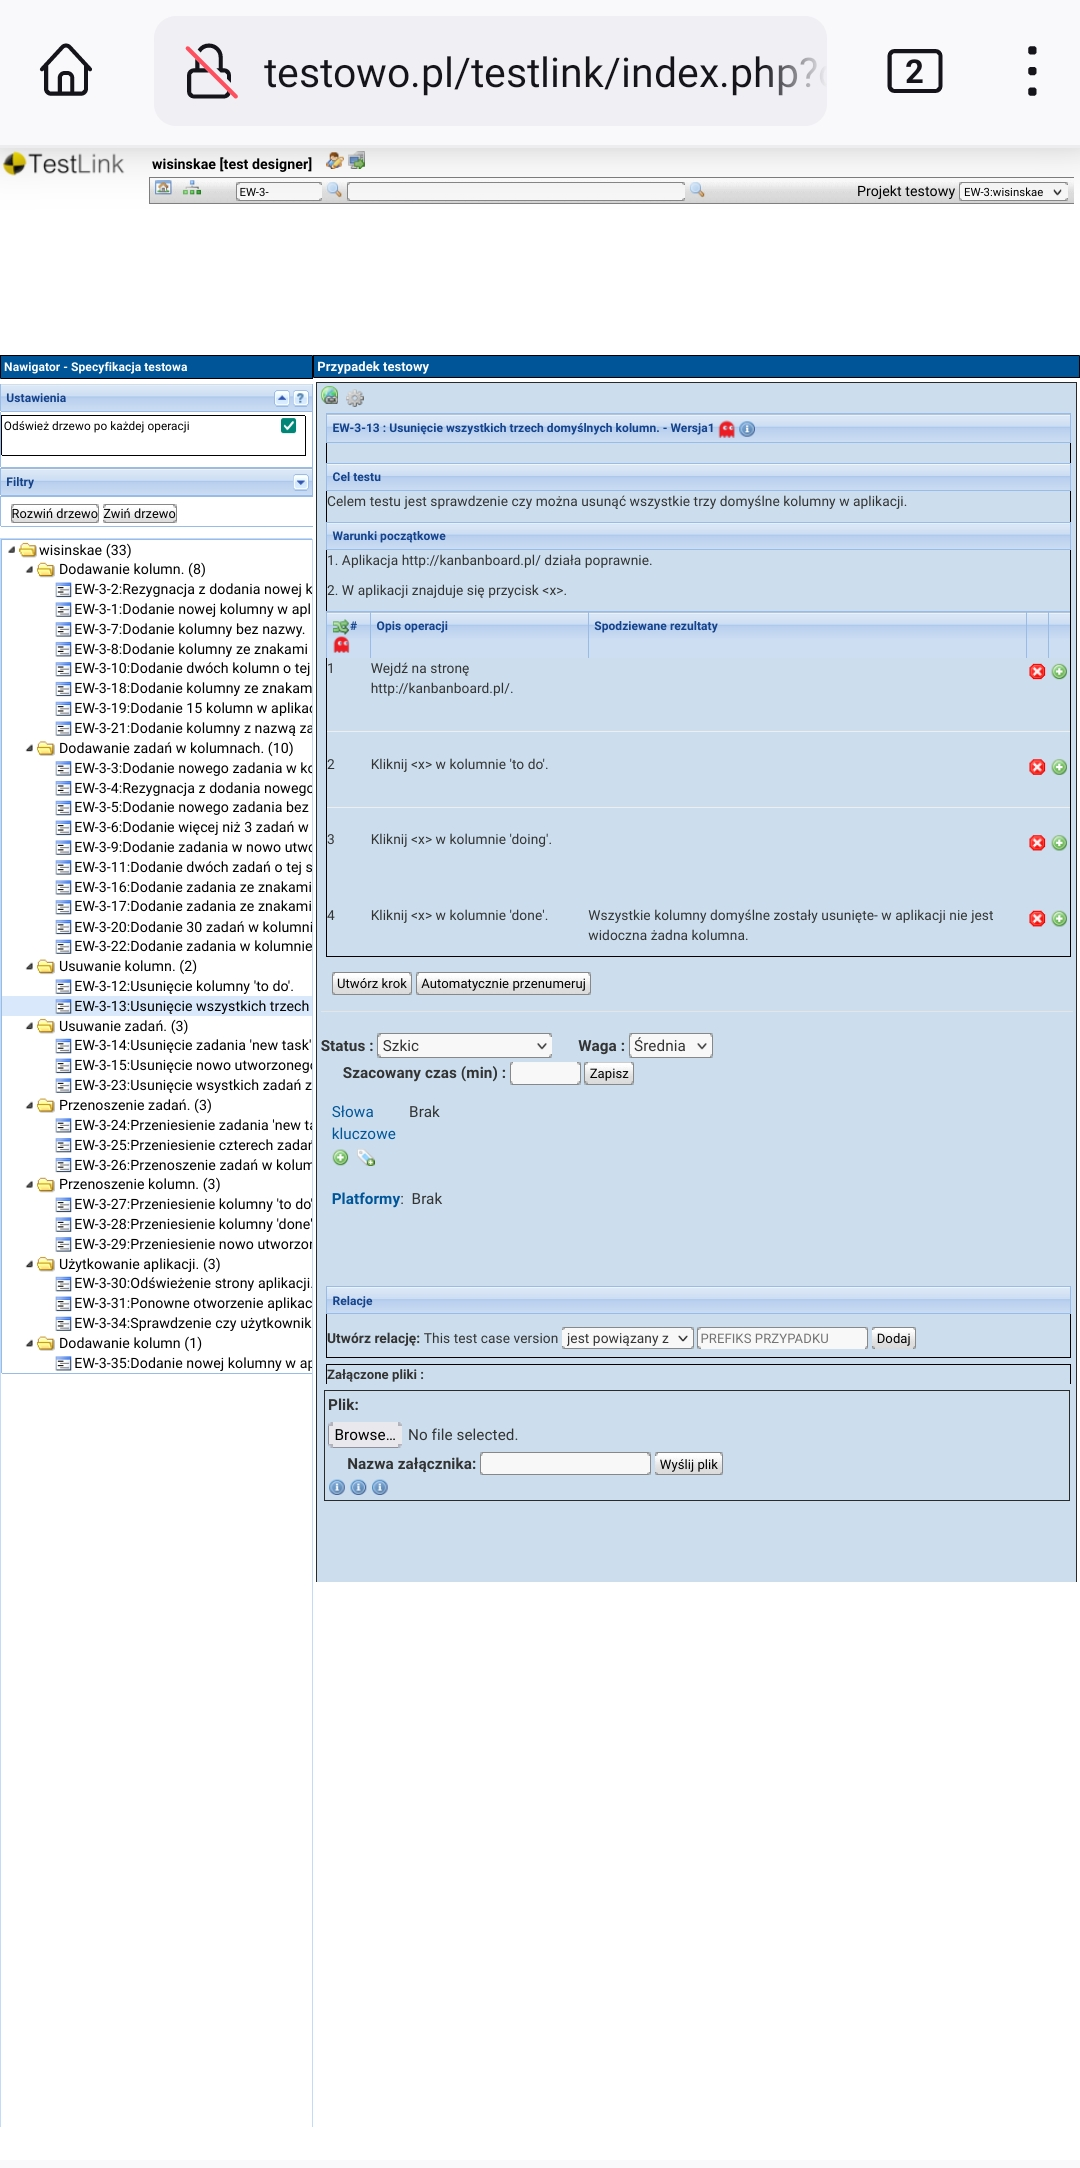 testowo.pl/testlink/index.php?
2
TestLink
wisinskae [test designer]
EW-3-
Projekt testowy EW-3:wisinskae
Nawigator - Specyfikacja testowa
Ustawienia
?
Odśwież drzewo po każdej operacji
Filtry
Rozwiń drzewo Zwiń drzewo
wisinskae (33)
Dodawanie kolumn. (8)
EW-3-2:Rezygnacja z dodania nowej k
EW-3-1:Dodanie nowej kolumny w apl
EW-3-7:Dodanie kolumny bez nazwy.
EW-3-8:Dodanie kolumny ze znakami
EW-3-10:Dodanie dwóch kolumn o tej
EW-3-18:Dodanie kolumny ze znakam
EW-3-19:Dodanie 15 kolumn w aplikac
EW-3-21:Dodanie kolumny z nazwą za
Dodawanie zadań w kolumnach. (10)
EW-3-3:Dodanie nowego zadania w ko
EW-3-4:Rezygnacja z dodania nowego
EW-3-5:Dodanie nowego zadania bez
EW-3-6:Dodanie więcej niż 3 zadań w
EW-3-9:Dodanie zadania w nowo utwo
EW-3-11:Dodanie dwóch zadań o tej s
EW-3-16:Dodanie zadania ze znakami
EW-3-17:Dodanie zadania ze znakami
EW-3-20:Dodanie 30 zadań w kolumni
EW-3-22:Dodanie zadania w kolumnie
Usuwanie kolumn. (2)
EW-3-12:Usunięcie kolumny 'to do'.
EW-3-13:Usunięcie wszystkich trzech
Usuwanie zadań. (3)
EW-3-14:Usunięcie zadania 'new task'
EW-3-15:Usunięcie nowo utworzonego
EW-3-23:Usunięcie wsystkich zadań z
Przenoszenie zadań. (3)
EW-3-24:Przeniesienie zadania 'new ta
EW-3-25:Przeniesienie czterech zadań
EW-3-26:Przenoszenie zadań w kolum
Przenoszenie kolumn. (3)
EW-3-27:Przeniesienie kolumny 'to do'
EW-3-28:Przeniesienie kolumny 'done'
EW-3-29:Przeniesienie nowo utworzor
Użytkowanie aplikacji. (3)
EW-3-30:Odświeżenie strony aplikacji.
EW-3-31:Ponowne otworzenie aplikac
EW-3-34:Sprawdzenie czy użytkownik
Dodawanie kolumn (1)
EW-3-35:Dodanie nowej kolumny w ap
Przypadek testowy
EW-3-13 : Usunięcie wszystkich trzech domyślnych kolumn. - Wersja1
Cel testu
Celem testu jest sprawdzenie czy można usunąć wszystkie trzy domyślne kolumny w aplikacji.
Warunki początkowe
1. Aplikacja http://kanbanboard.pl/ działa poprawnie.
2. W aplikacji znajduje się przycisk <x>.
# Opis operacji Spodziewane rezultaty
1 Wejdź na stronę
http://kanbanboard.pl/.
2 Kliknij <x> w kolumnie 'to do'.
3 Kliknij <x> w kolumnie 'doing'.
4 Kliknij <x> w kolumnie 'done'. Wszystkie kolumny domyślne zostały usunięte- w aplikacji nie jest
widoczna żadna kolumna.
Utwórz krok Automatycznie przenumeruj
Status : Szkic Waga : Średnia
Szacowany czas (min) : Zapisz
Słowa Brak
kluczowe
Platformy: Brak
Relacje
Utwórz relację: This test case version jest powiązany z PREFIKS PRZYPADKU Dodaj
Załączone pliki :
Plik:
Browse... No file selected.
Nazwa załącznika: Wyślij plik